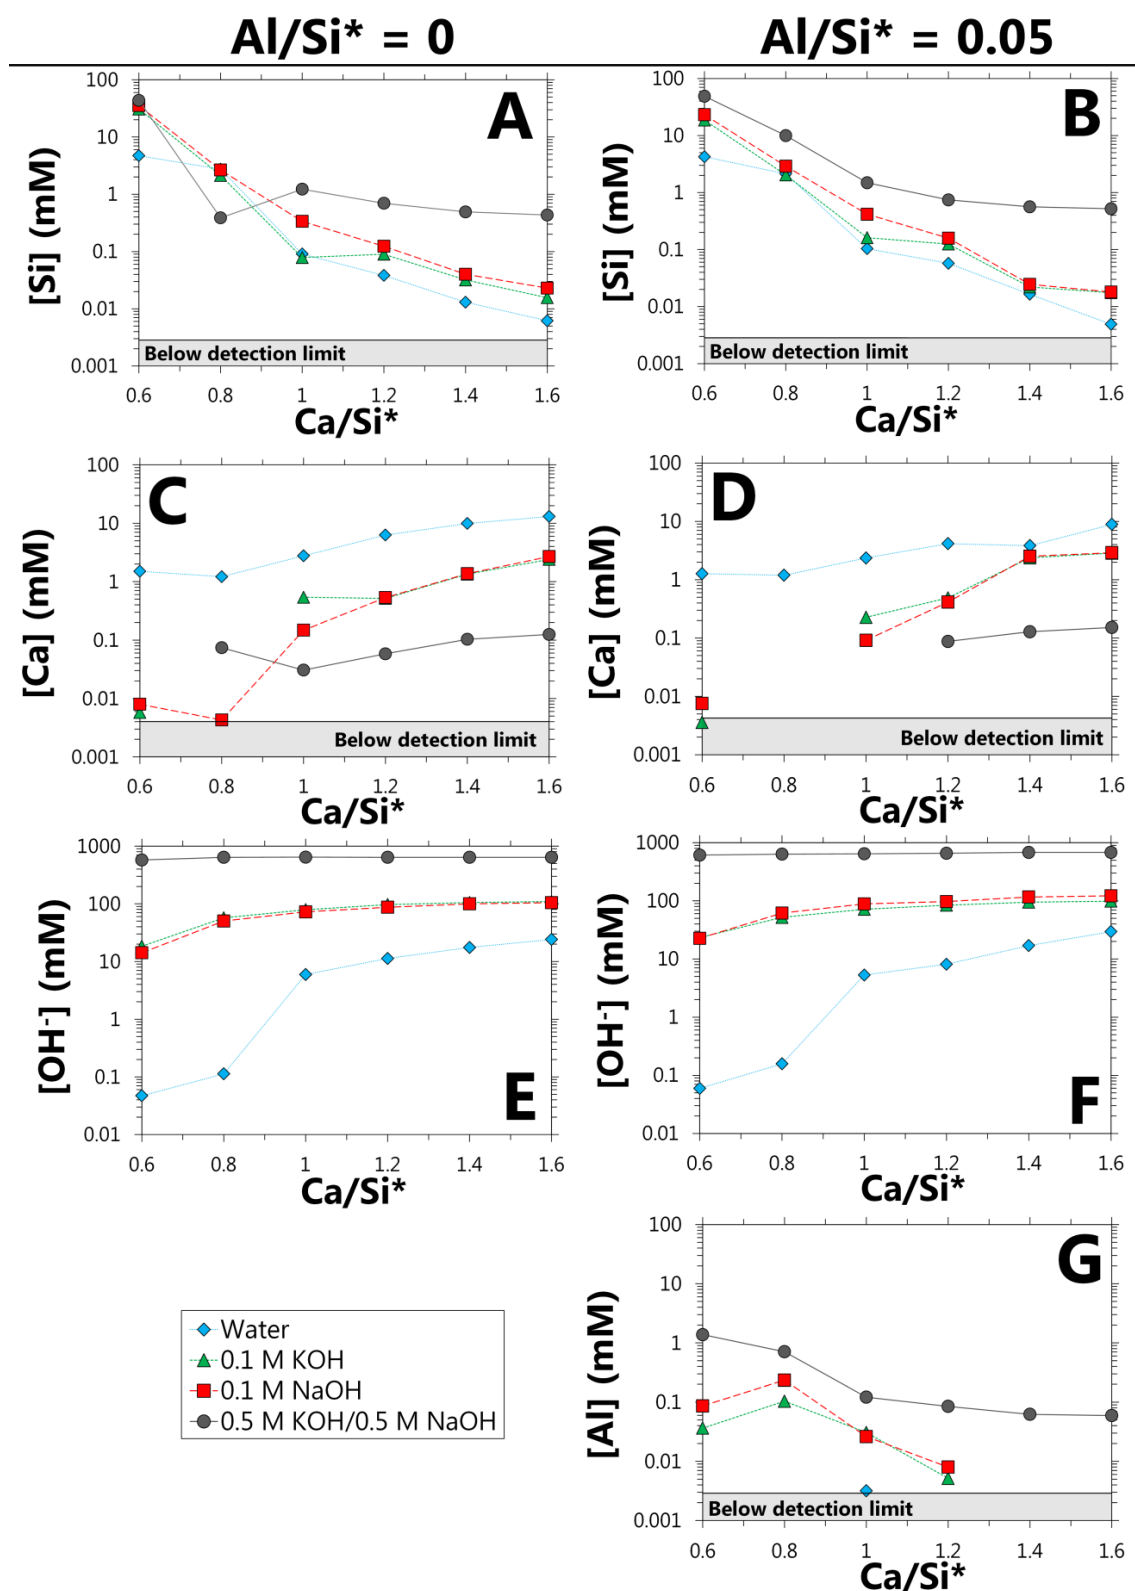 Al/Si* = 0
Al/Si* = 0.05
100
10
1
0.1
0.01
0.001
[Si] (mM)
A
Below detection limit
0.6 0.8 1 1.2 1.4 1.6
Ca/Si*
100
10
1
0.1
0.01
0.001
[Si] (mM)
B
Below detection limit
0.6 0.8 1 1.2 1.4 1.6
Ca/Si*
100
10
1
0.1
0.01
0.001
[Ca] (mM)
C
Below detection limit
0.6 0.8 1 1.2 1.4 1.6
Ca/Si*
100
10
1
0.1
0.01
0.001
[Ca] (mM)
D
Below detection limit
0.6 0.8 1 1.2 1.4 1.6
Ca/Si*
1000
100
10
1
0.1
0.01
[OH⁻] (mM)
E
0.6 0.8 1 1.2 1.4 1.6
Ca/Si*
1000
100
10
1
0.1
0.01
[OH⁻] (mM)
F
0.6 0.8 1 1.2 1.4 1.6
Ca/Si*
Water
0.1 M KOH
0.1 M NaOH
0.5 M KOH/0.5 M NaOH
100
10
1
0.1
0.01
0.001
[Al] (mM)
G
Below detection limit
0.6 0.8 1 1.2 1.4 1.6
Ca/Si*